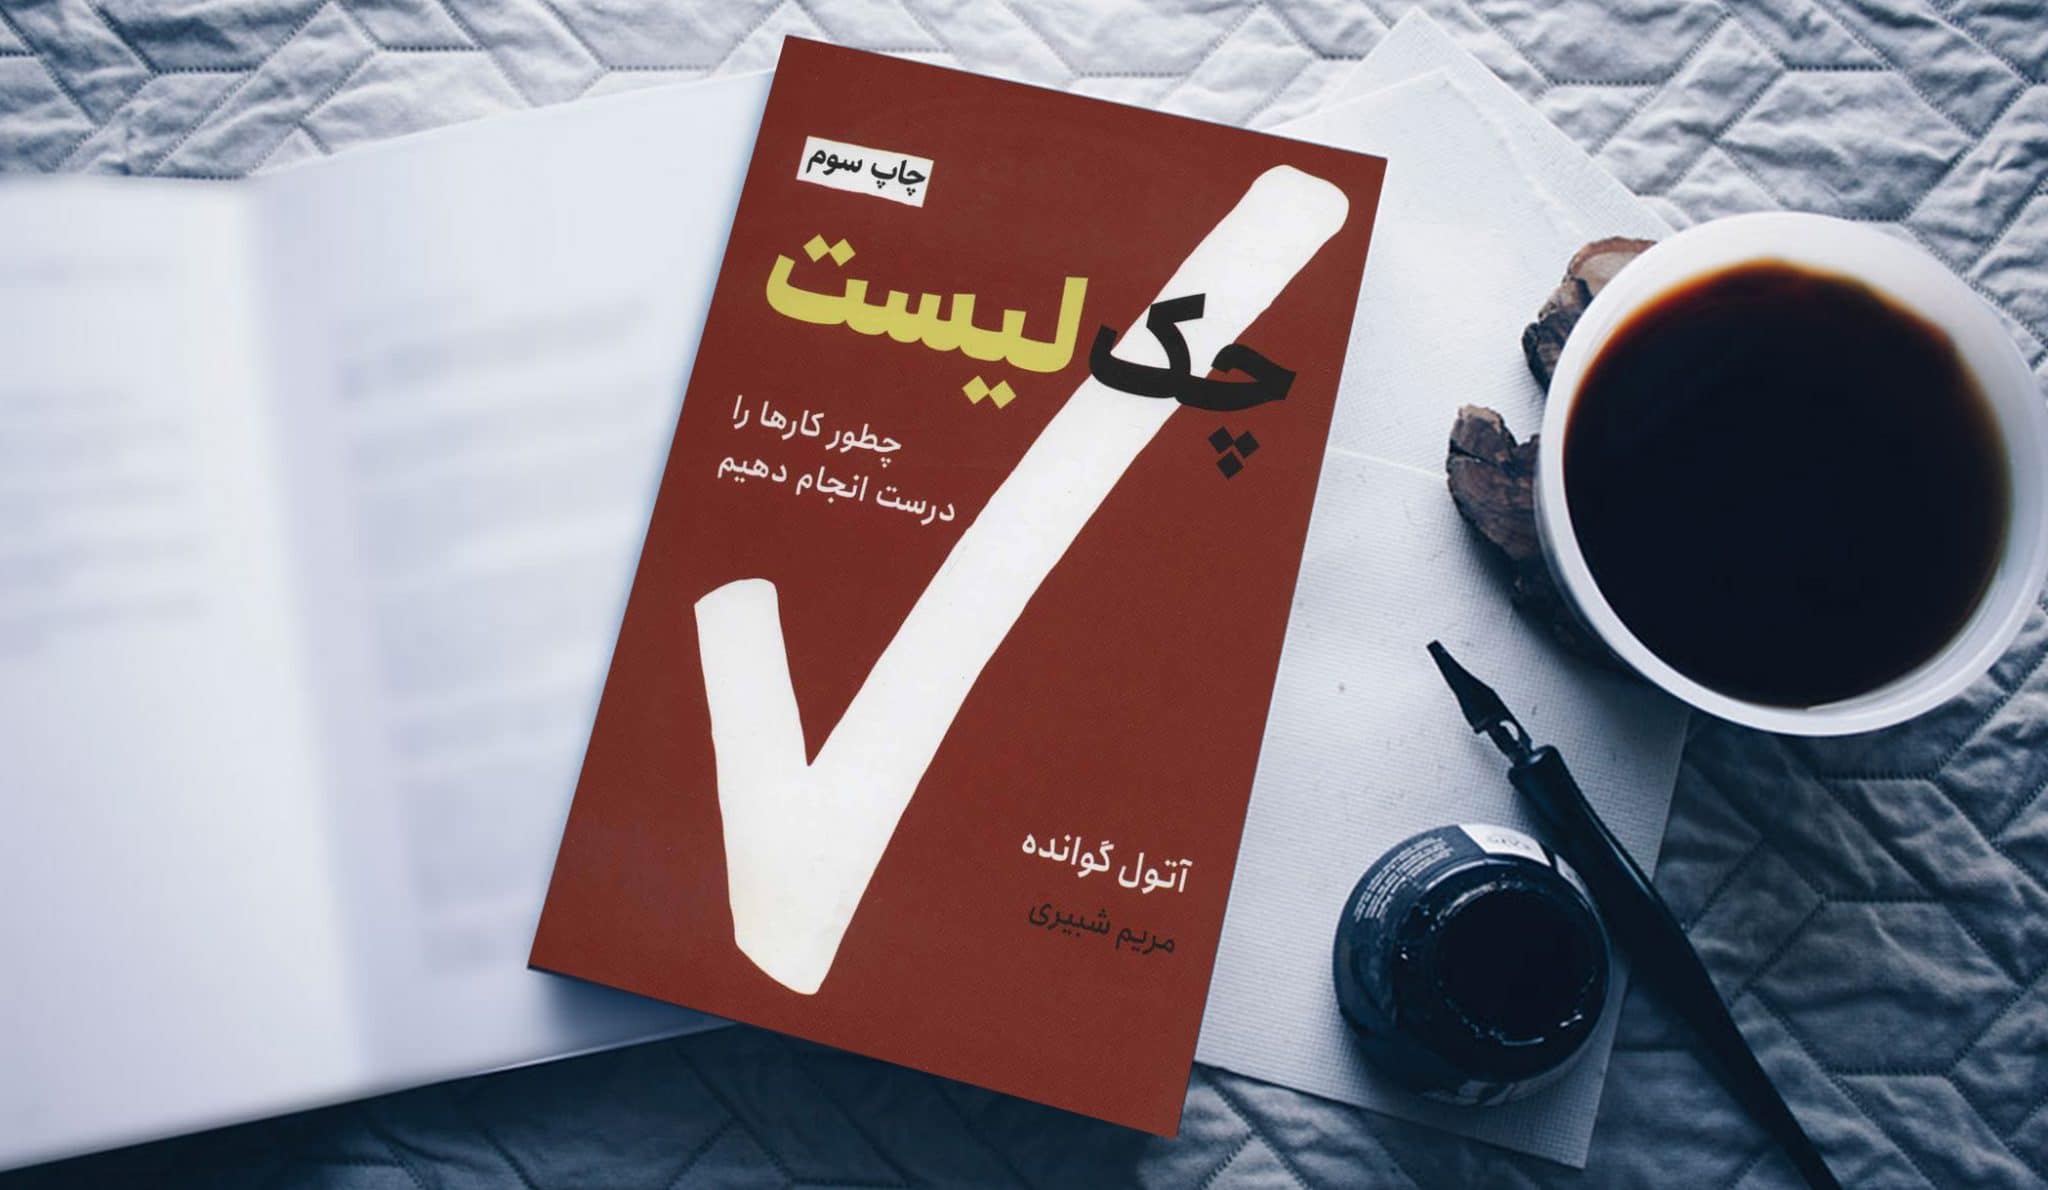 چاپ سوم
چک لیست
چطور کارها را
درست انجام دهیم
آتول گوانده
مریم شبیری